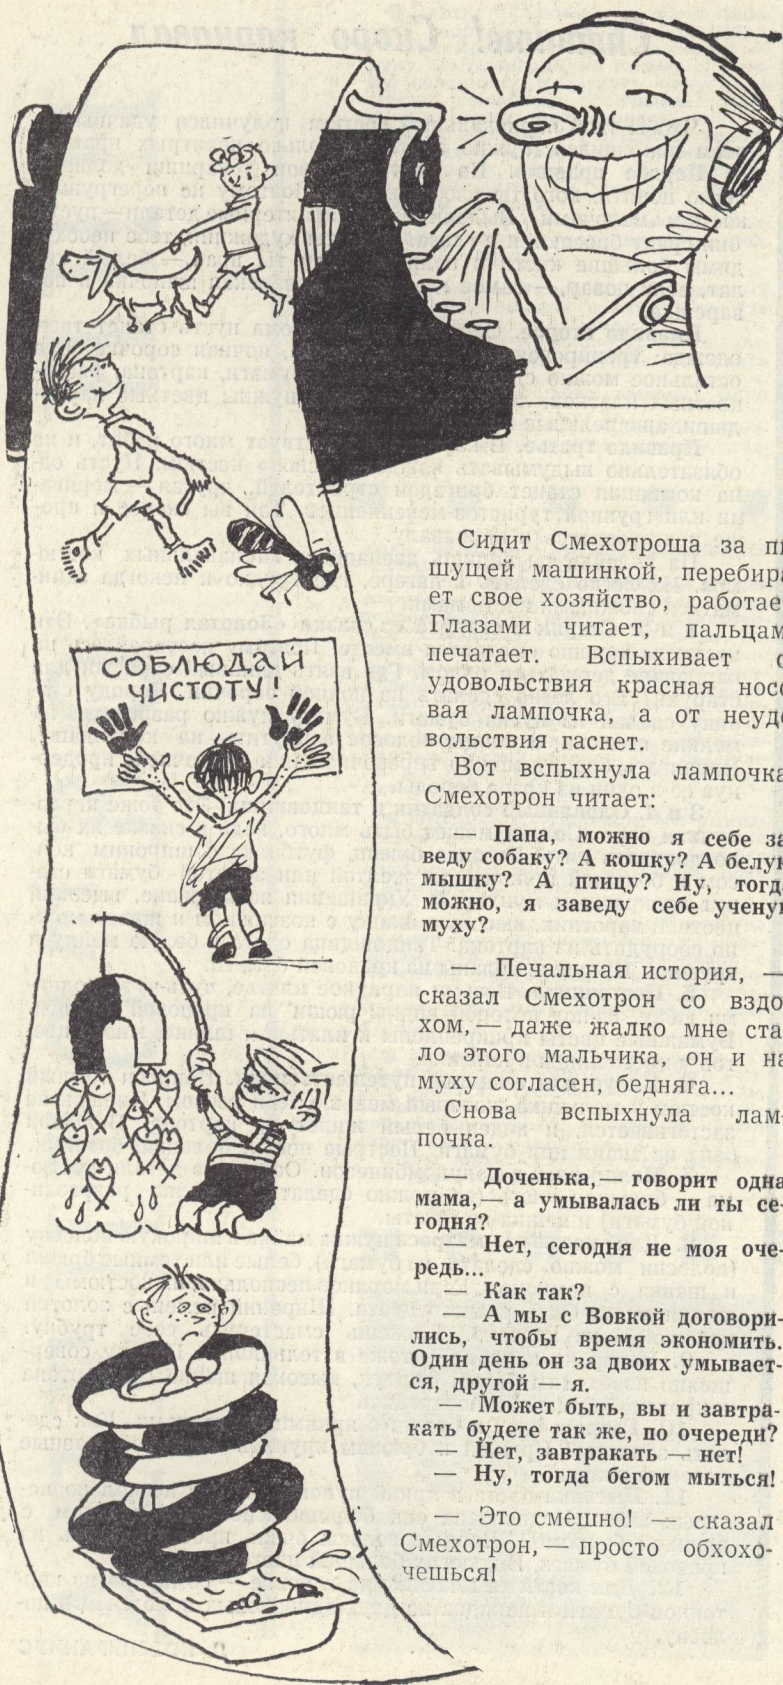 СОБЛЮДАЙ
ЧИСТОТУ!
Сидит Смехотроша за пи
шущей машинкой, перебира
ет свое хозяйство, работае
Глазами читает, пальцам
печатает. Вспыхивает с
удовольствия красная носо
вая лампочка, а от неудо
вольствия гаснет.
Вот вспыхнула лампочка
Смехотрон читает:
— Папа, можно я себе за
веду собаку? А кошку? А белую
мышку? А птицу? Ну, тогда
можно, я заведу себе ученую
муху?
Печальная история, —
сказал Смехотрон со вздо-
хом, — даже жалко мне ста-
ло этого мальчика, он и на
муху согласен, бедняга...
Снова вспыхнула лам-
почка.
— Доченька, — говорит одна
мама, — а умывалась ли ты се-
годня?
— Нет, сегодня не моя оче-
редь...
— Как так?
— А мы с Вовкой договори-
лись, чтобы время экономить.
Один день он за двоих умывает-
ся, другой — я.
— Может быть, вы и завтра-
кать будете так же, по очереди?
— Нет, завтракать — нет!
— Ну, тогда бегом мыться!
Это смешно! — сказал
Смехотрон, — просто обхохо-
чешься!